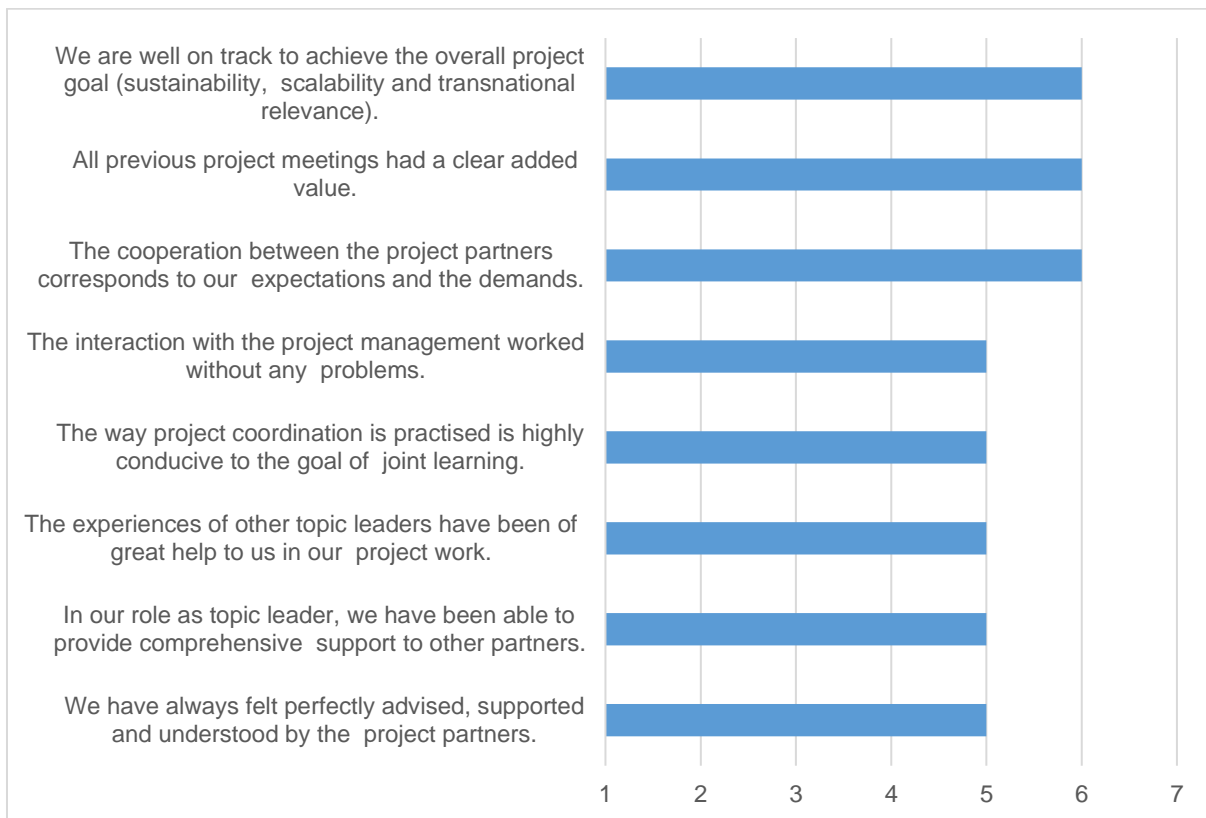 We are well on track to achieve the overall project
goal (sustainability, scalability and transnational
relevance).
All previous project meetings had a clear added
value.
The cooperation between the project partners
corresponds to our expectations and the demands.
The interaction with the project management worked
without any problems.
The way project coordination is practised is highly
conducive to the goal of joint learning.
The experiences of other topic leaders have been of
great help to us in our project work.
In our role as topic leader, we have been able to
provide comprehensive support to other partners.
We have always felt perfectly advised, supported
and understood by the project partners.
1 2 3 4 5 6 7